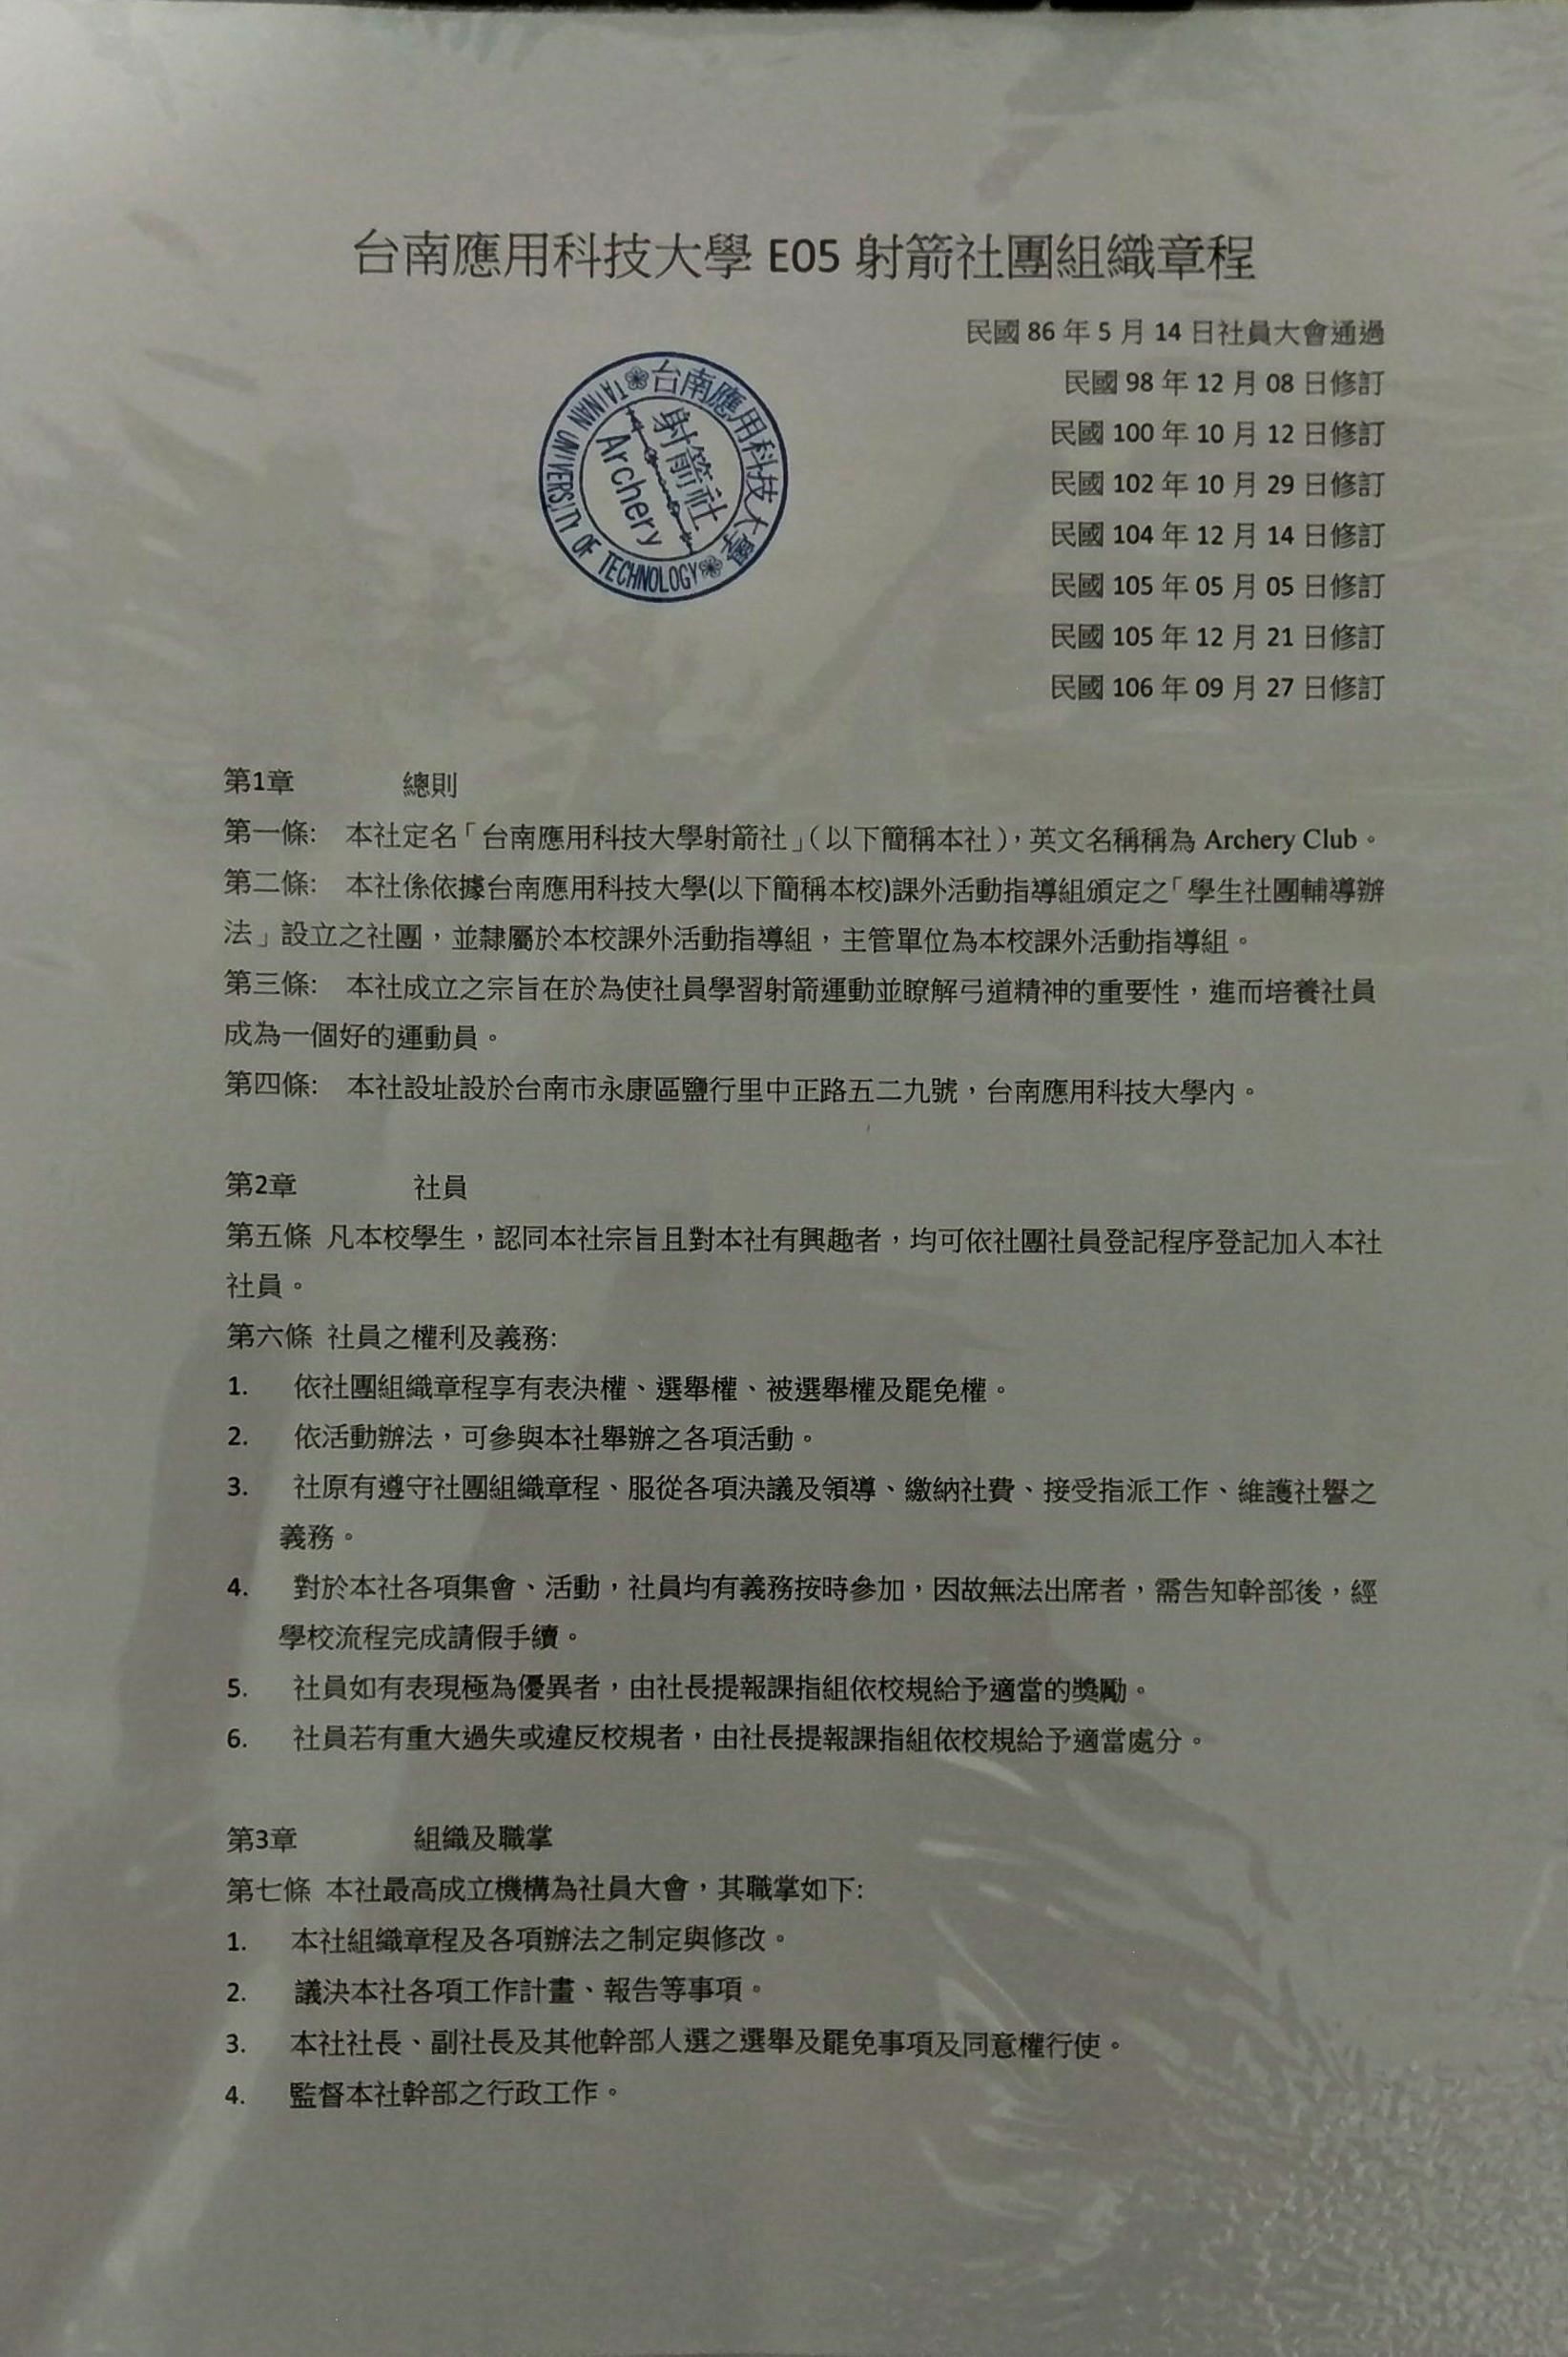 台南應用科技大學 E05 射箭社團組織章程
民國 86 年 5 月 14 日社員大會通過
民國 98 年 12 月 08 日修訂
民國 100 年 10 月 12 日修訂
民國 102 年 10 月 29 日修訂
民國 104 年 12 月 14 日修訂
民國 105 年 05 月 05 日修訂
民國 105 年 12 月 21 日修訂
民國 106 年 09 月 27 日修訂
台南應用科技大學
射箭社
Archery
TAINAN UNIVERSITY OF TECHNOLOGY
第1章 總則
第一條: 本社定名「台南應用科技大學射箭社」(以下簡稱本社),英文名稱稱為 Archery Club。
第二條: 本社係依據台南應用科技大學(以下簡稱本校)課外活動指導組頒定之「學生社團輔導辦
法」設立之社團,並隸屬於本校課外活動指導組,主管單位為本校課外活動指導組。
第三條: 本社成立之宗旨在於為使社員學習射箭運動並瞭解弓道精神的重要性,進而培養社員
成為一個好的運動員。
第四條: 本社設址設於台南市永康區鹽行里中正路五二九號,台南應用科技大學內。
第2章 社員
第五條 凡本校學生,認同本社宗旨且對本社有興趣者,均可依社團社員登記程序登記加入本社
社員。
第六條 社員之權利及義務:
1. 依社團組織章程享有表決權、選舉權、被選舉權及罷免權。
2. 依活動辦法,可參與本社舉辦之各項活動。
3. 社原有遵守社團組織章程、服從各項決議及領導、繳納社費、接受指派工作、維護社譽之
義務。
4. 對於本社各項集會、活動,社員均有義務按時參加,因故無法出席者,需告知幹部後,經
學校流程完成請假手續。
5. 社員如有表現極為優異者,由社長提報課指組依校規給予適當的獎勵。
6. 社員若有重大過失或違反校規者,由社長提報課指組依校規給予適當處分。
第3章 組織及職掌
第七條 本社最高成立機構為社員大會,其職掌如下:
1. 本社組織章程及各項辦法之制定與修改。
2. 議決本社各項工作計畫、報告等事項。
3. 本社社長、副社長及其他幹部人選之選舉及罷免事項及同意權行使。
4. 監督本社幹部之行政工作。